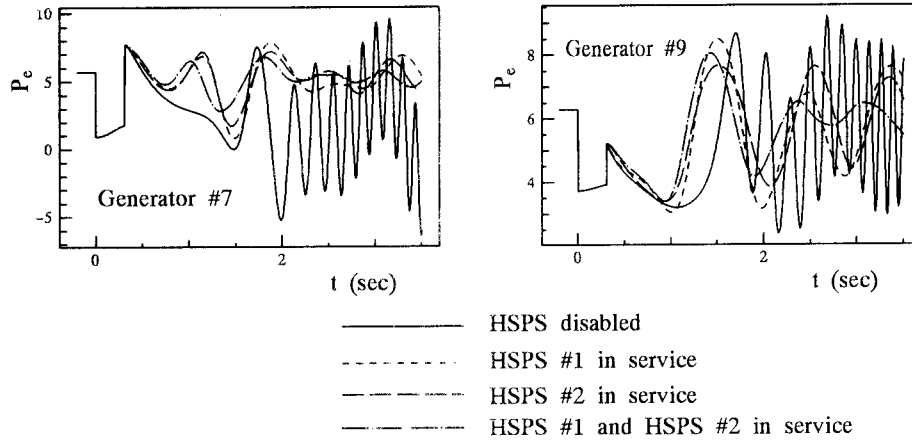 10
5
0
-5
P_e
Generator #7
0
2
t (sec)
8
6
4
P_e
Generator #9
0
2
t (sec)
HSPS disabled
HSPS #1 in service
HSPS #2 in service
HSPS #1 and HSPS #2 in service